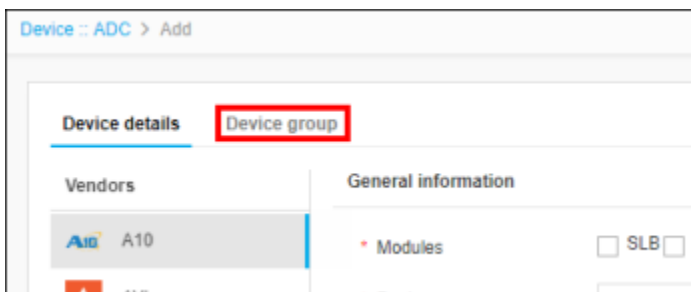 Device :: ADC > Add
Device details Device group
Vendors General information
A10 A10
* Modules SLB